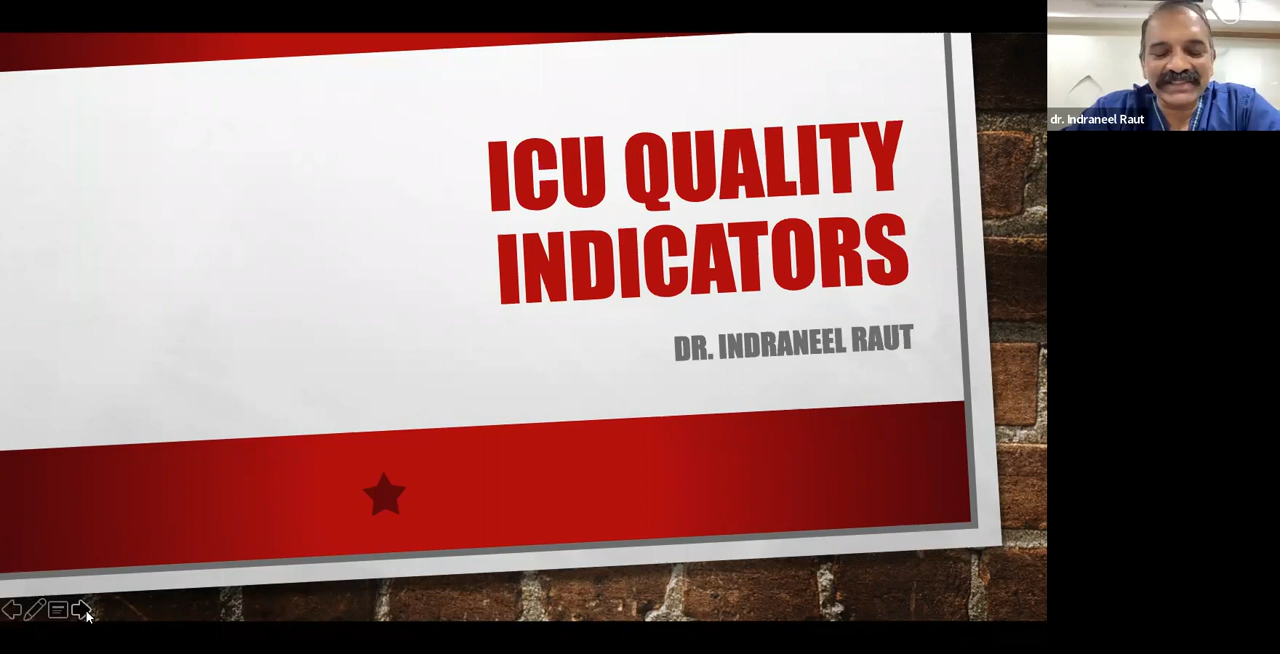 ICU QUALITY
INDICATORS
DR. INDRANEEL RAUT
dr. Indraneel Raut